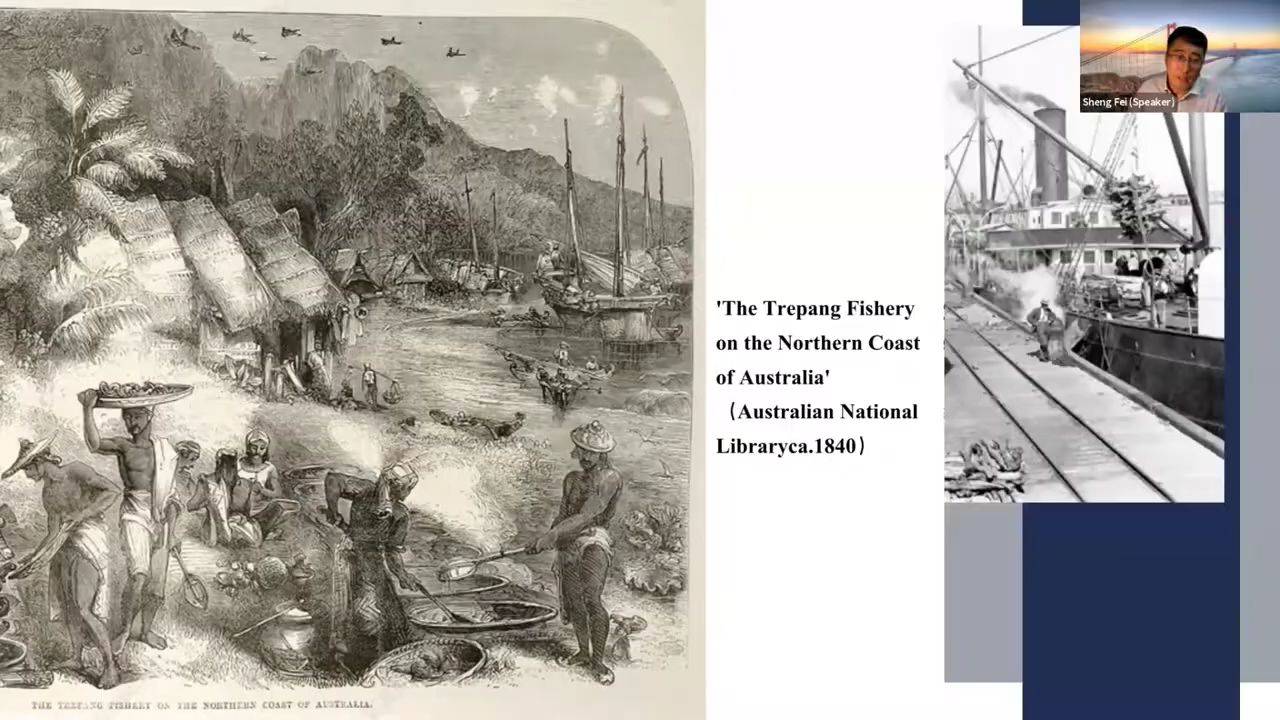 Sheng Fei (Speaker)
'The Trepang Fishery
on the Northern Coast
of Australia'
（Australian National
Libraryca.1840）
THE TREPANG FISHERY ON THE NORTHERN COAST OF AUSTRALIA.